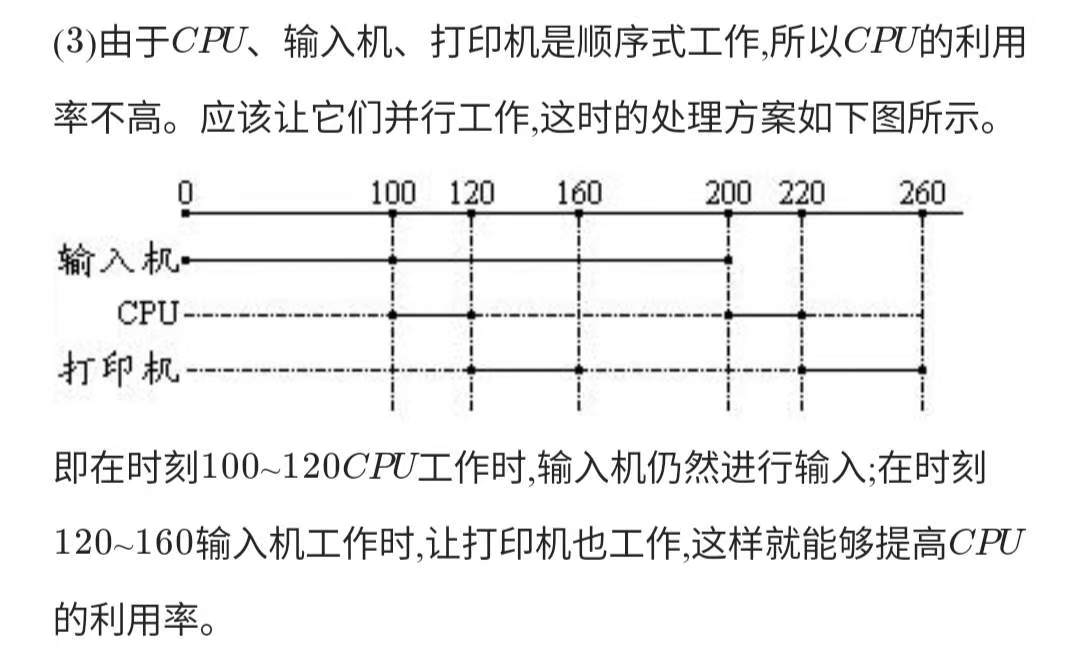 (3)由于CPU、输入机、打印机是顺序式工作,所以CPU的利用
率不高。应该让它们并行工作,这时的处理方案如下图所示。
0 100 120 160 200 220 260
输入机
CPU
打印机
即在时刻100~120CPU工作时,输入机仍然进行输入;在时刻
120~160输入机工作时,让打印机也工作,这样就能够提高CPU
的利用率。